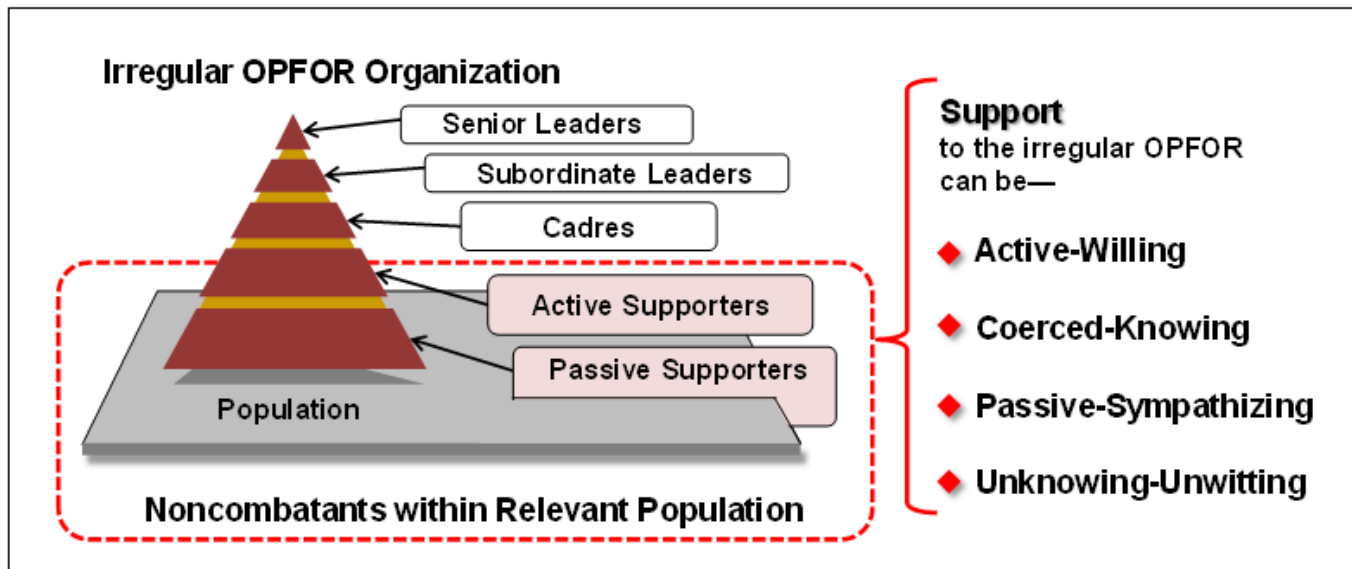 Irregular OPFOR Organization
Senior Leaders
Subordinate Leaders
Cadres
Active Supporters
Passive Supporters
Population
Noncombatants within Relevant Population
Support
to the irregular OPFOR
can be—
Active-Willing
Coerced-Knowing
Passive-Sympathizing
Unknowing-Unwitting